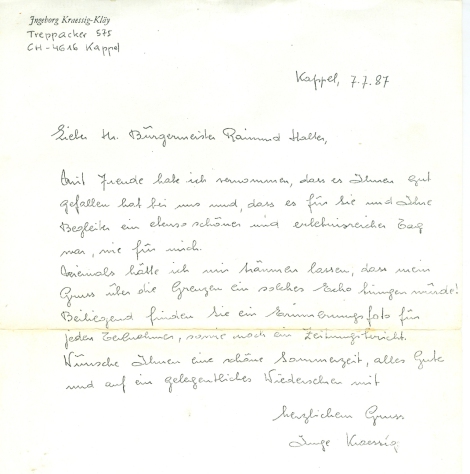 Ingeborg Kraessig-Kläy
Treppacker 575
CH-4616 Kappel
Kappel, 7.7.87
Lieber Hr. Bürgermeister Raimund Halter,
Mit Freude habe ich vernommen, dass es Ihnen gut
gefallen hat bei uns und, dass es für Sie und Ihre
Begleiter ein ebenso schöner und erlebnisreicher Tag
war, wie für mich.
Niemals hätte ich mir träumen lassen, dass mein
Gruss über die Grenzen ein solches Echo bringen würde!
Beiliegend finden Sie ein Erinnerungsfoto für
jeden Teilnehmer, sowie noch ein Zeitungsbericht.
Wünsche Ihnen eine schöne Sommerzeit, alles Gute
und auf ein gelegentliches Wiedersehen mit
herzlichem Gruss
Inge Kraessig